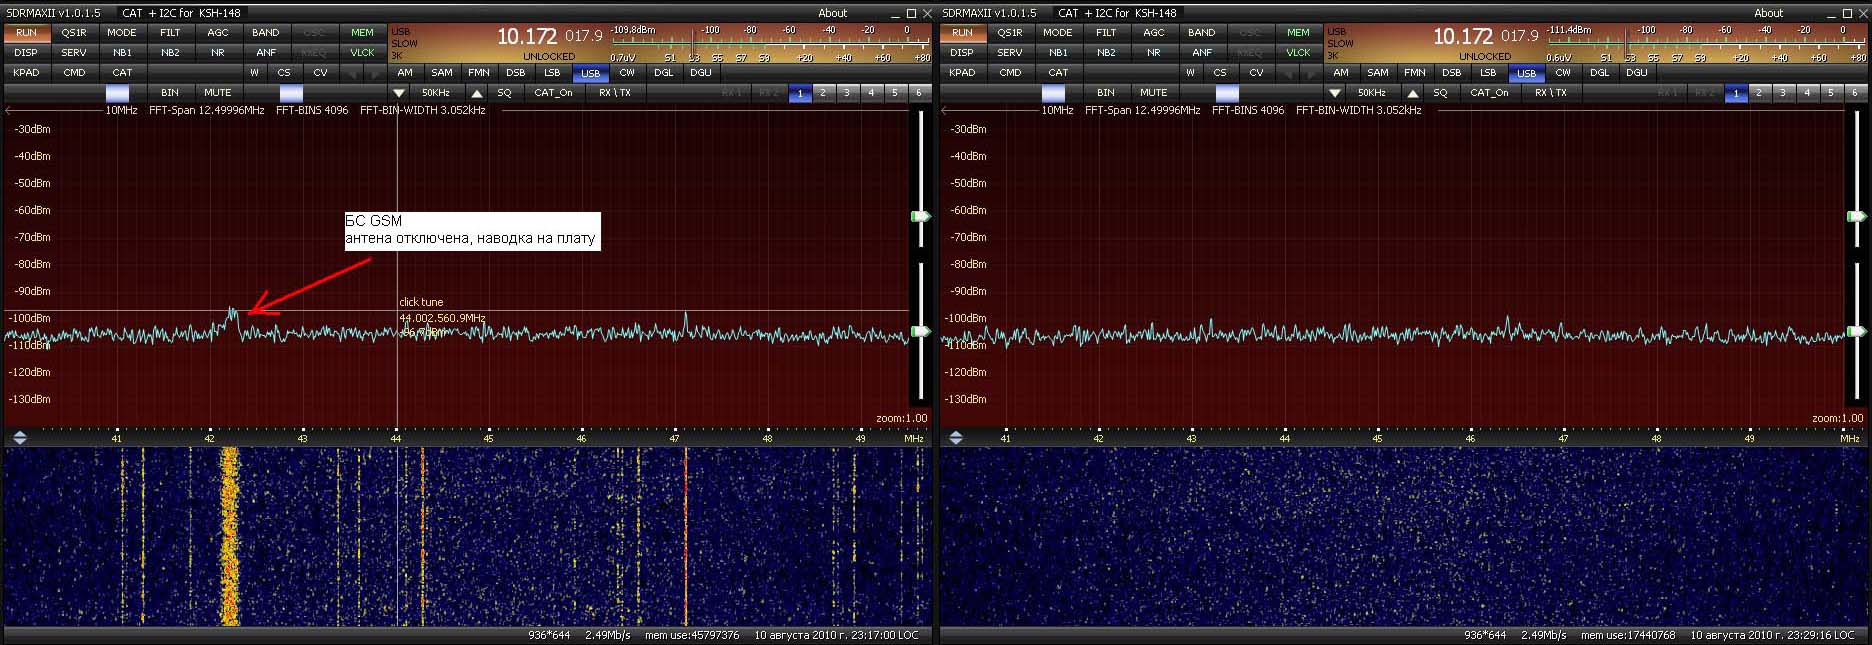 SDRMAXII v1.0.1.5 CAT + I2C for KSH-148 About
RUN QS1R MODE FILT AGC BAND OSC MEM
DISP SERV NB1 NB2 NR ANF RXEQ VLCK
KPAD CMD CAT W CS CV
BIN MUTE
USB
SLOW
3K
10.172 017.9
UNLOCKED
-109.8dBm -100 -80 -60 -40 -20 0
0.7uV S1 S3 S5 S7 S9 +20 +40 +60 +80
AM SAM FMN DSB LSB USB CW DGL DGU
50KHz SQ CAT_On RX \ TX RX-1 RX-2 1 2 3 4 5 6
10MHz FFT-Span 12.49996MHz FFT-BINS 4096 FFT-BIN-WIDTH 3.052kHz
-30dBm
-40dBm
-50dBm
-60dBm
-70dBm
-80dBm
-90dBm
-100dBm
-110dBm
-120dBm
-130dBm
БС GSM
антена отключена, наводка на плату
click tune
44.002.560.9MHz
-96.7dBm
zoom:1.00
41 42 43 44 45 46 47 48 49 MHz
936*644 2.49Mb/s mem use:45797376 10 августа 2010 г. 23:17:00 LOC
SDRMAXII v1.0.1.5 CAT + I2C for KSH-148 About
RUN QS1R MODE FILT AGC BAND OSC MEM
DISP SERV NB1 NB2 NR ANF RXEQ VLCK
KPAD CMD CAT W CS CV
BIN MUTE
USB
SLOW
3K
10.172 017.9
UNLOCKED
-111.4dBm -100 -80 -60 -40 -20 0
0.6uV S1 S3 S5 S7 S9 +20 +40 +60 +80
AM SAM FMN DSB LSB USB CW DGL DGU
50KHz SQ CAT_On RX \ TX RX-1 RX-2 1 2 3 4 5 6
10MHz FFT-Span 12.49996MHz FFT-BINS 4096 FFT-BIN-WIDTH 3.052kHz
-30dBm
-40dBm
-50dBm
-60dBm
-70dBm
-80dBm
-90dBm
-100dBm
-110dBm
-120dBm
-130dBm
zoom:1.00
41 42 43 44 45 46 47 48 49 MHz
936*644 2.49Mb/s mem use:17440768 10 августа 2010 г. 23:29:16 LOC